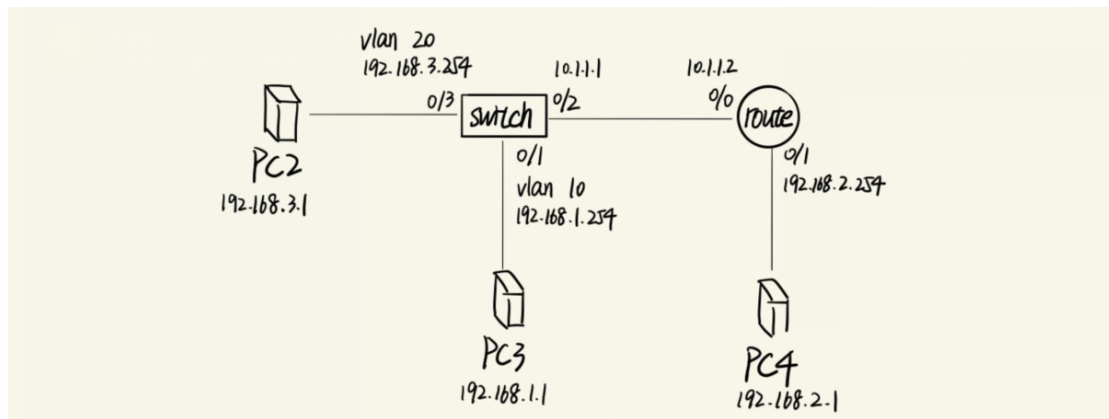 vlan 20
192.168.3.254
0/3
switch
10.1.1.1
0/2
10.1.1.2
0/0
route
PC2
192.168.3.1
0/1
vlan 10
192.168.1.254
0/1
192.168.2.254
PC3
192.168.1.1
PC4
192.168.2.1